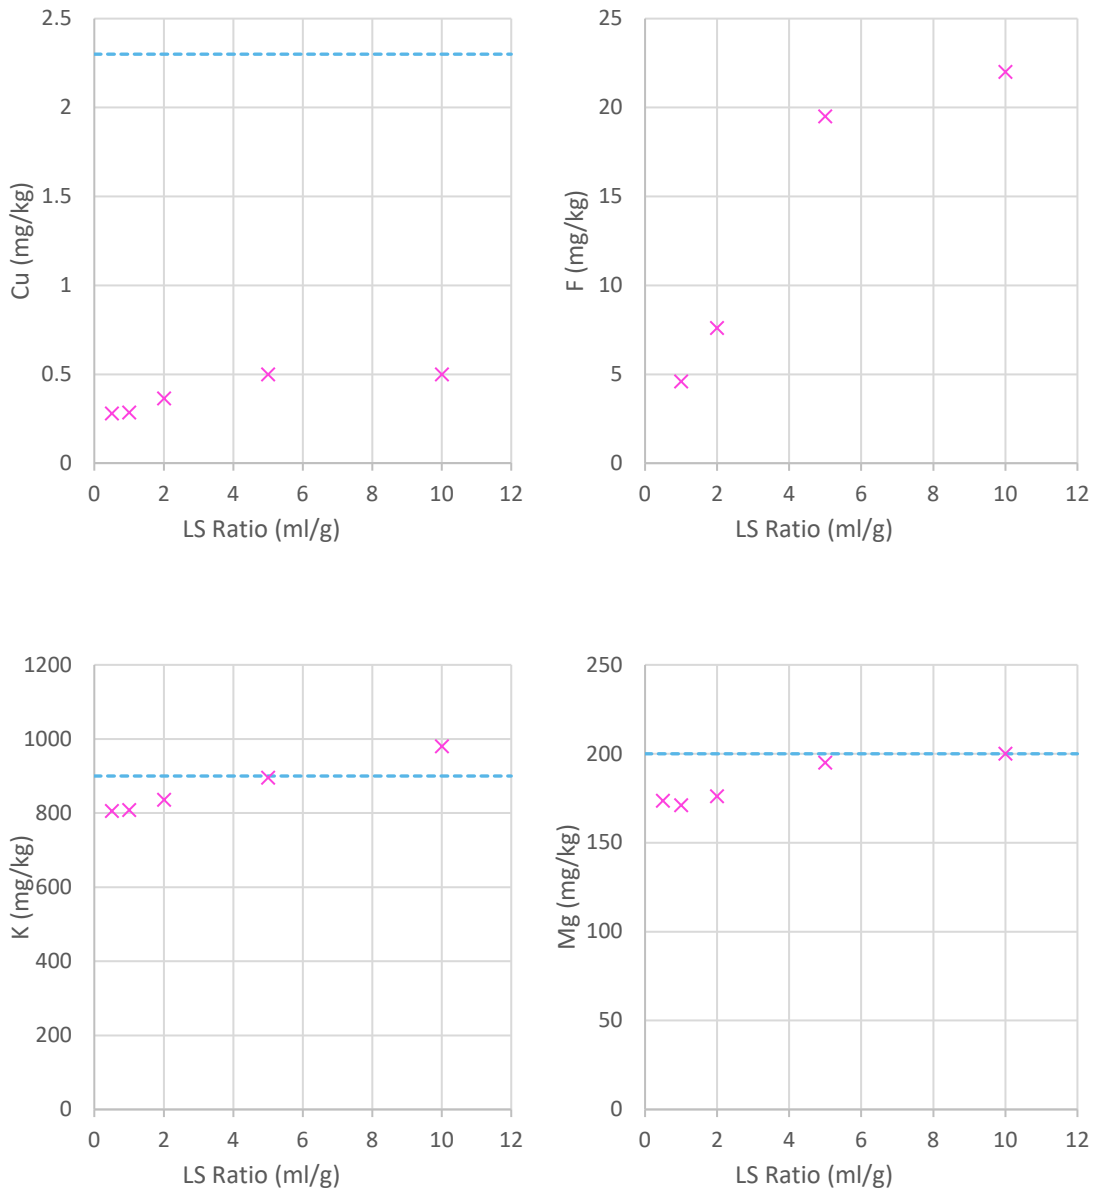 2.5
2
1.5
1
0.5
0
0 2 4 6 8 10 12
Cu (mg/kg)
LS Ratio (ml/g)
25
20
15
10
5
0
0 2 4 6 8 10 12
F (mg/kg)
LS Ratio (ml/g)
1200
1000
800
600
400
200
0
0 2 4 6 8 10 12
K (mg/kg)
LS Ratio (ml/g)
250
200
150
100
50
0
0 2 4 6 8 10 12
Mg (mg/kg)
LS Ratio (ml/g)